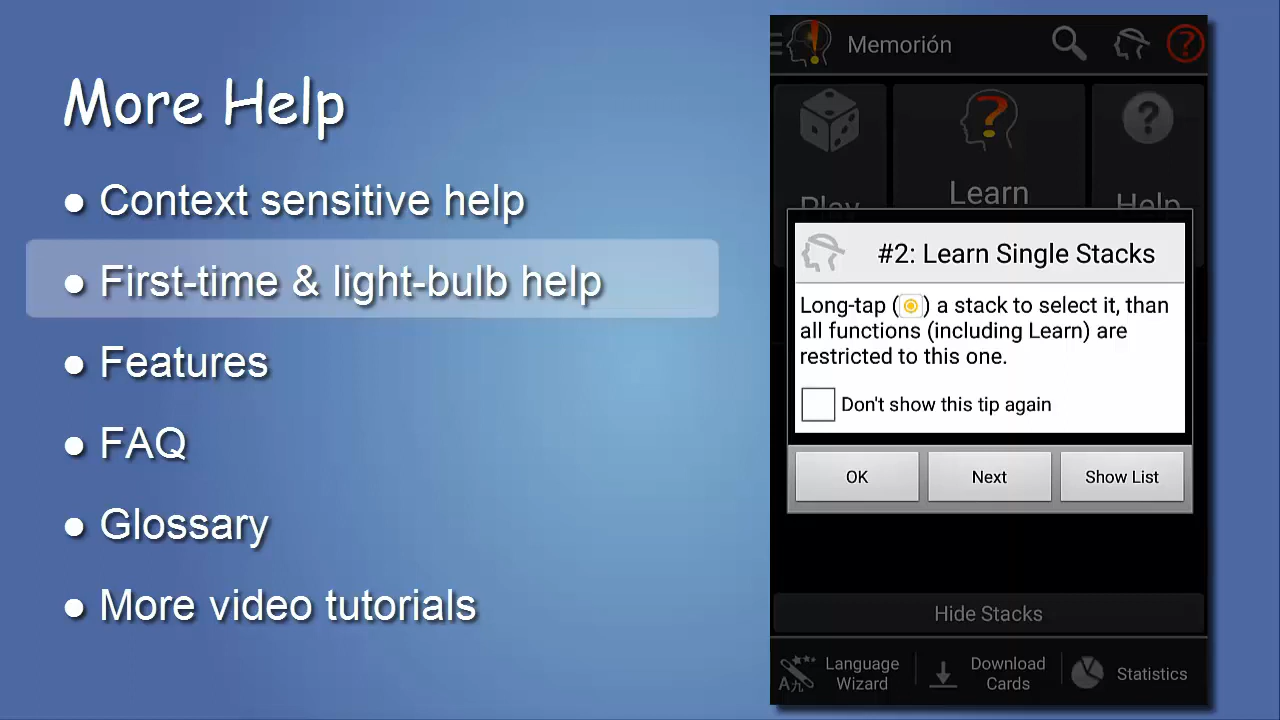 More Help
● Context sensitive help
● First-time & light-bulb help
● Features
● FAQ
● Glossary
● More video tutorials
Memorión
Play
Learn
Help
#2: Learn Single Stacks
Long-tap ( ) a stack to select it, than
all functions (including Learn) are
restricted to this one.
Don't show this tip again
OK
Next
Show List
Hide Stacks
Language
Wizard
Download
Cards
Statistics